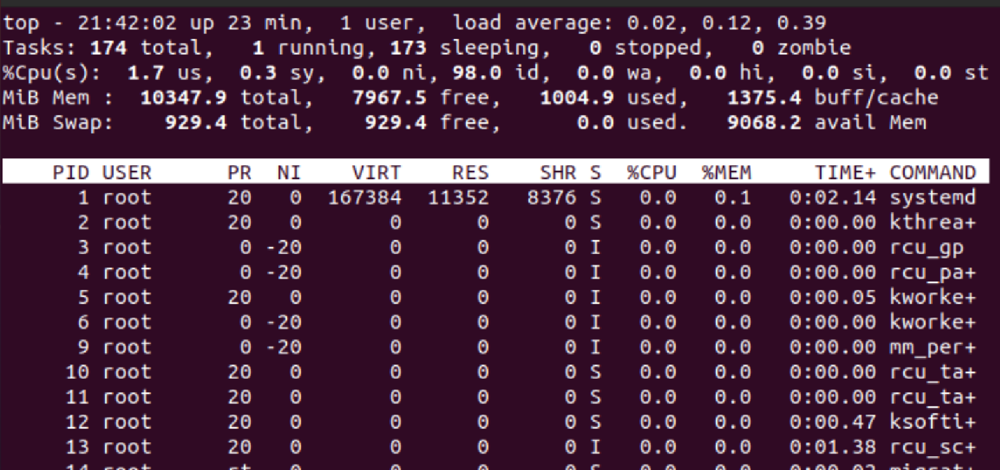 top - 21:42:02 up 23 min,  1 user,  load average: 0.02, 0.12, 0.39
Tasks: 174 total,   1 running, 173 sleeping,   0 stopped,   0 zombie
%Cpu(s):  1.7 us,  0.3 sy,  0.0 ni, 98.0 id,  0.0 wa,  0.0 hi,  0.0 si,  0.0 st
MiB Mem :  10347.9 total,   7967.5 free,   1004.9 used,   1375.4 buff/cache
MiB Swap:    929.4 total,    929.4 free,      0.0 used.   9068.2 avail Mem
PID USER      PR  NI    VIRT    RES    SHR S  %CPU  %MEM     TIME+ COMMAND
1 root      20   0  167384  11352   8376 S   0.0   0.1   0:02.14 systemd
2 root      20   0       0      0      0 S   0.0   0.0   0:00.00 kthrea+
3 root       0 -20       0      0      0 I   0.0   0.0   0:00.00 rcu_gp
4 root       0 -20       0      0      0 I   0.0   0.0   0:00.00 rcu_pa+
5 root      20   0       0      0      0 I   0.0   0.0   0:00.05 kworke+
6 root       0 -20       0      0      0 I   0.0   0.0   0:00.00 kworke+
9 root       0 -20       0      0      0 I   0.0   0.0   0:00.00 mm_per+
10 root      20   0       0      0      0 S   0.0   0.0   0:00.00 rcu_ta+
11 root      20   0       0      0      0 S   0.0   0.0   0:00.00 rcu_ta+
12 root      20   0       0      0      0 S   0.0   0.0   0:00.47 ksofti+
13 root      20   0       0      0      0 I   0.0   0.0   0:01.38 rcu_sc+